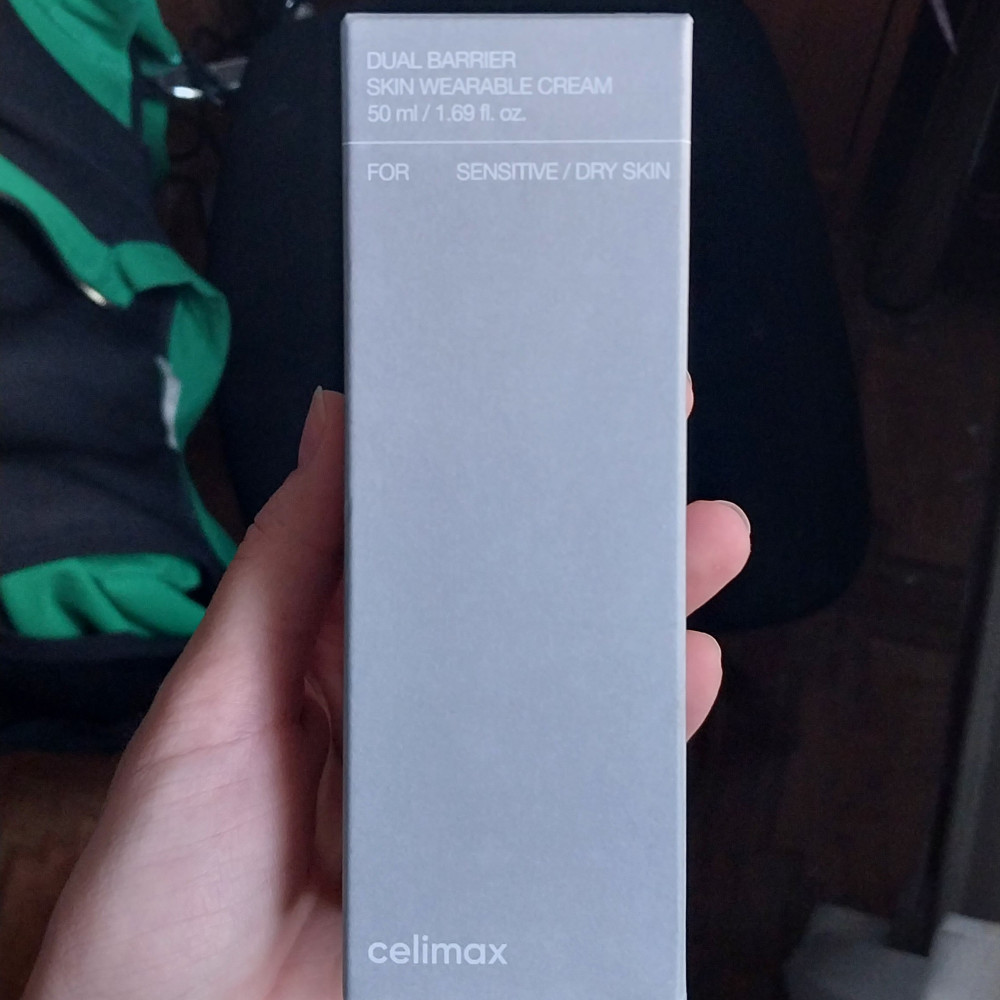 DUAL BARRIER
SKIN WEARABLE CREAM
50 ml / 1.69 fl. oz.
FOR SENSITIVE / DRY SKIN
celimax